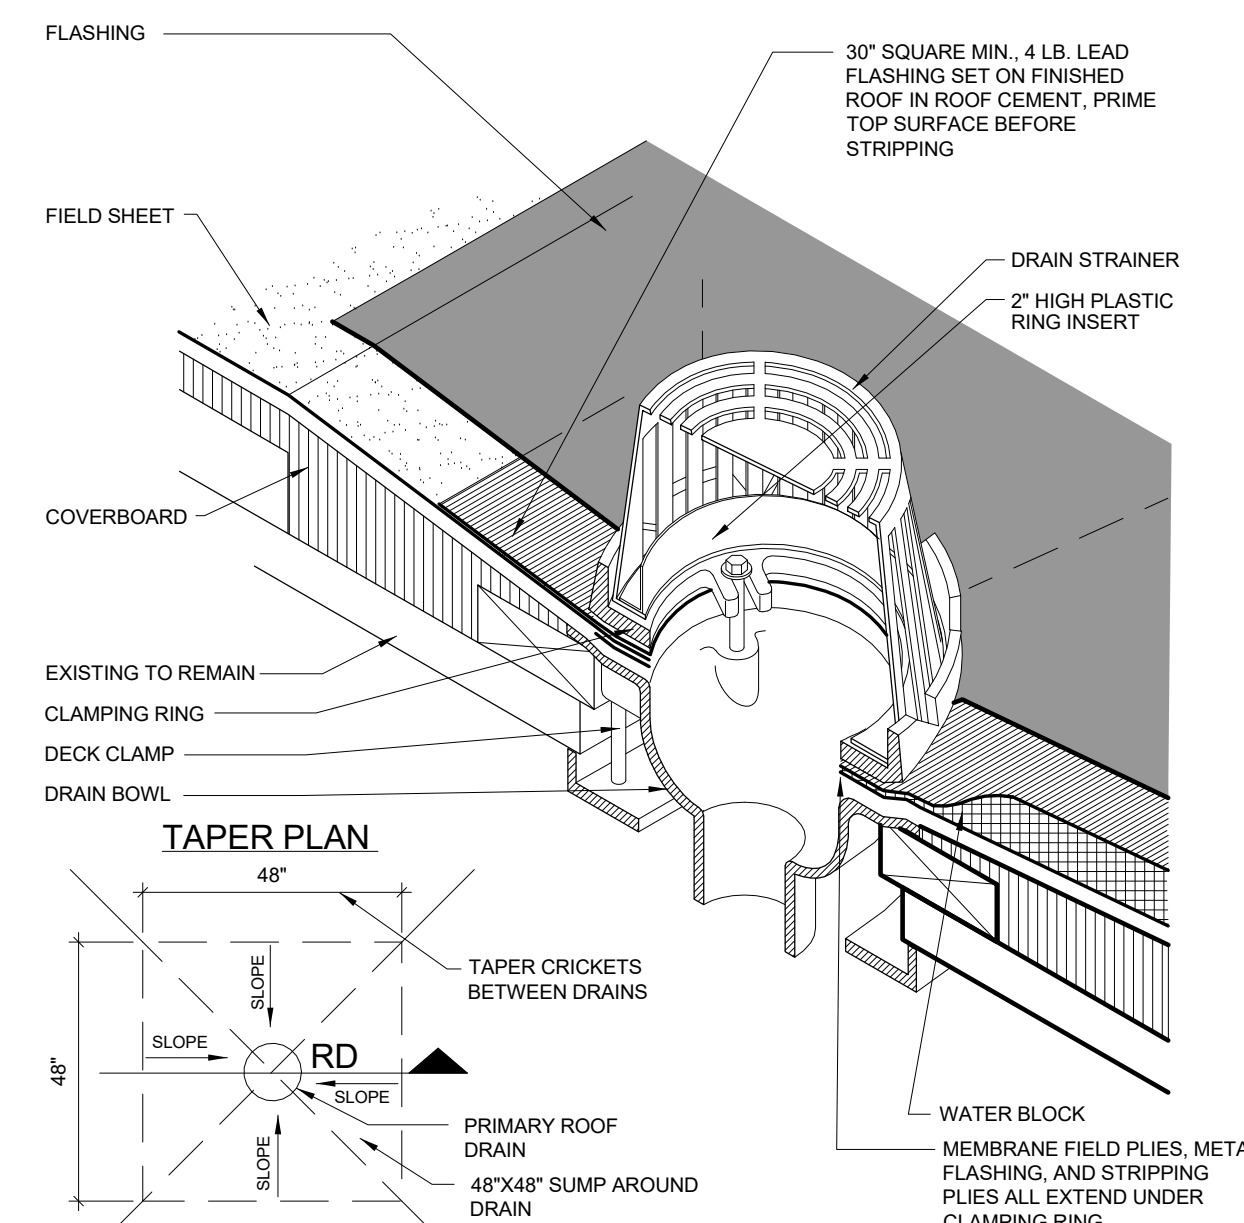 FLASHING
30" SQUARE MIN., 4 LB. LEAD
FLASHING SET ON FINISHED
ROOF IN ROOF CEMENT, PRIME
TOP SURFACE BEFORE
STRIPPING
FIELD SHEET
DRAIN STRAINER
2" HIGH PLASTIC
RING INSERT
COVERBOARD
EXISTING TO REMAIN
CLAMPING RING
DECK CLAMP
DRAIN BOWL
TAPER PLAN
48"
TAPER CRICKETS
BETWEEN DRAINS
SLOPE
SLOPE
RD
48"
SLOPE
SLOPE
PRIMARY ROOF
DRAIN
48"X48" SUMP AROUND
DRAIN
WATER BLOCK
MEMBRANE FIELD PLIES, META
FLASHING, AND STRIPPING
PLIES ALL EXTEND UNDER
CLAMPING RING